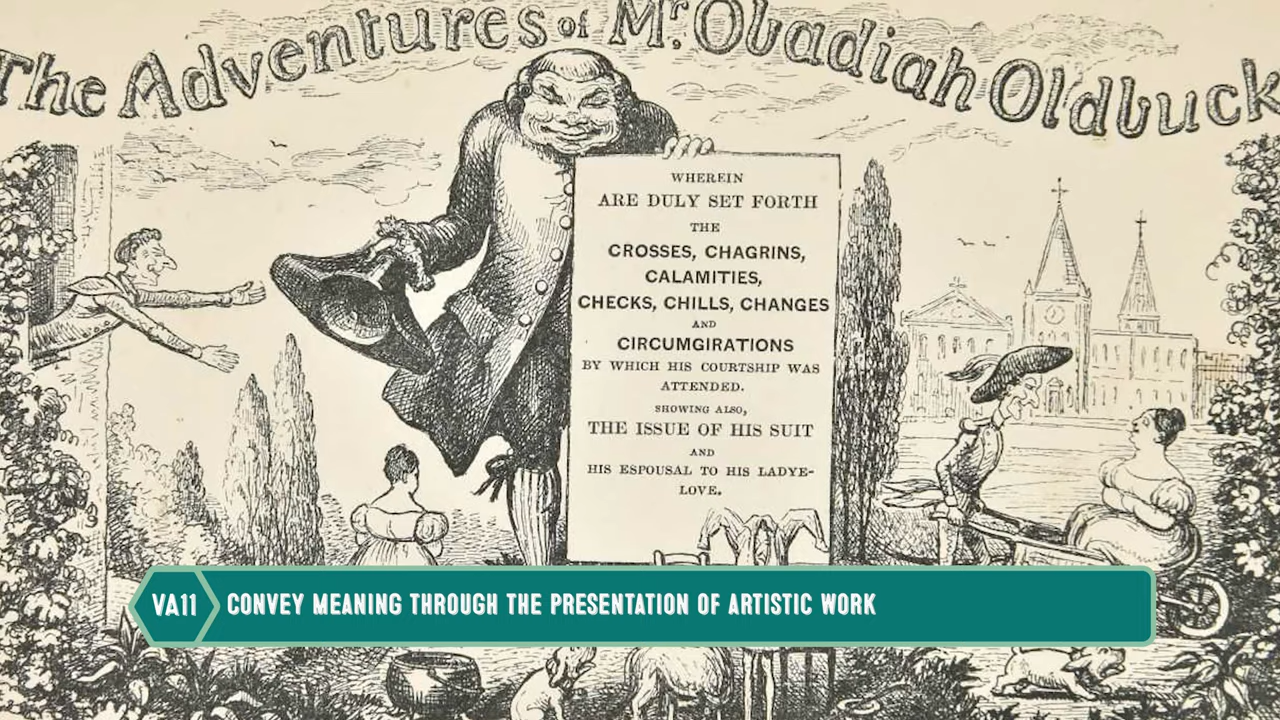 The Adventures of Mr. Obadiah Oldbuck
WHEREIN
ARE DULY SET FORTH
THE
CROSSES, CHAGRINS,
CALAMITIES,
CHECKS, CHILLS, CHANGES
AND
CIRCUMGIRATIONS
BY WHICH HIS COURTSHIP WAS
ATTENDED.
SHOWING ALSO,
THE ISSUE OF HIS SUIT
AND
HIS ESPOUSAL TO HIS LADYE-
LOVE.
VA11 CONVEY MEANING THROUGH THE PRESENTATION OF ARTISTIC WORK